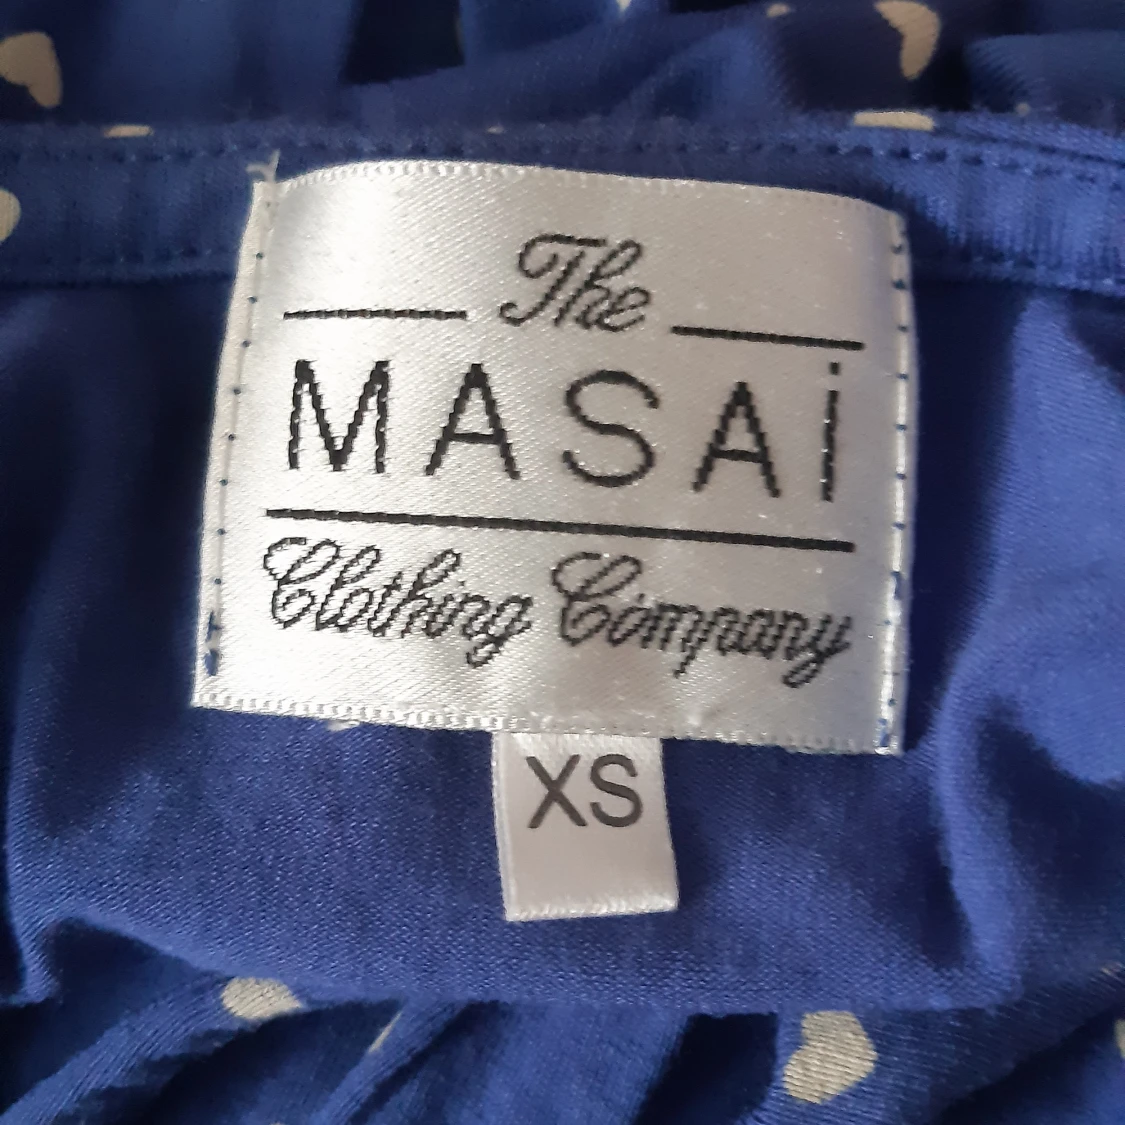 The
MASAi
Clothing Company
XS